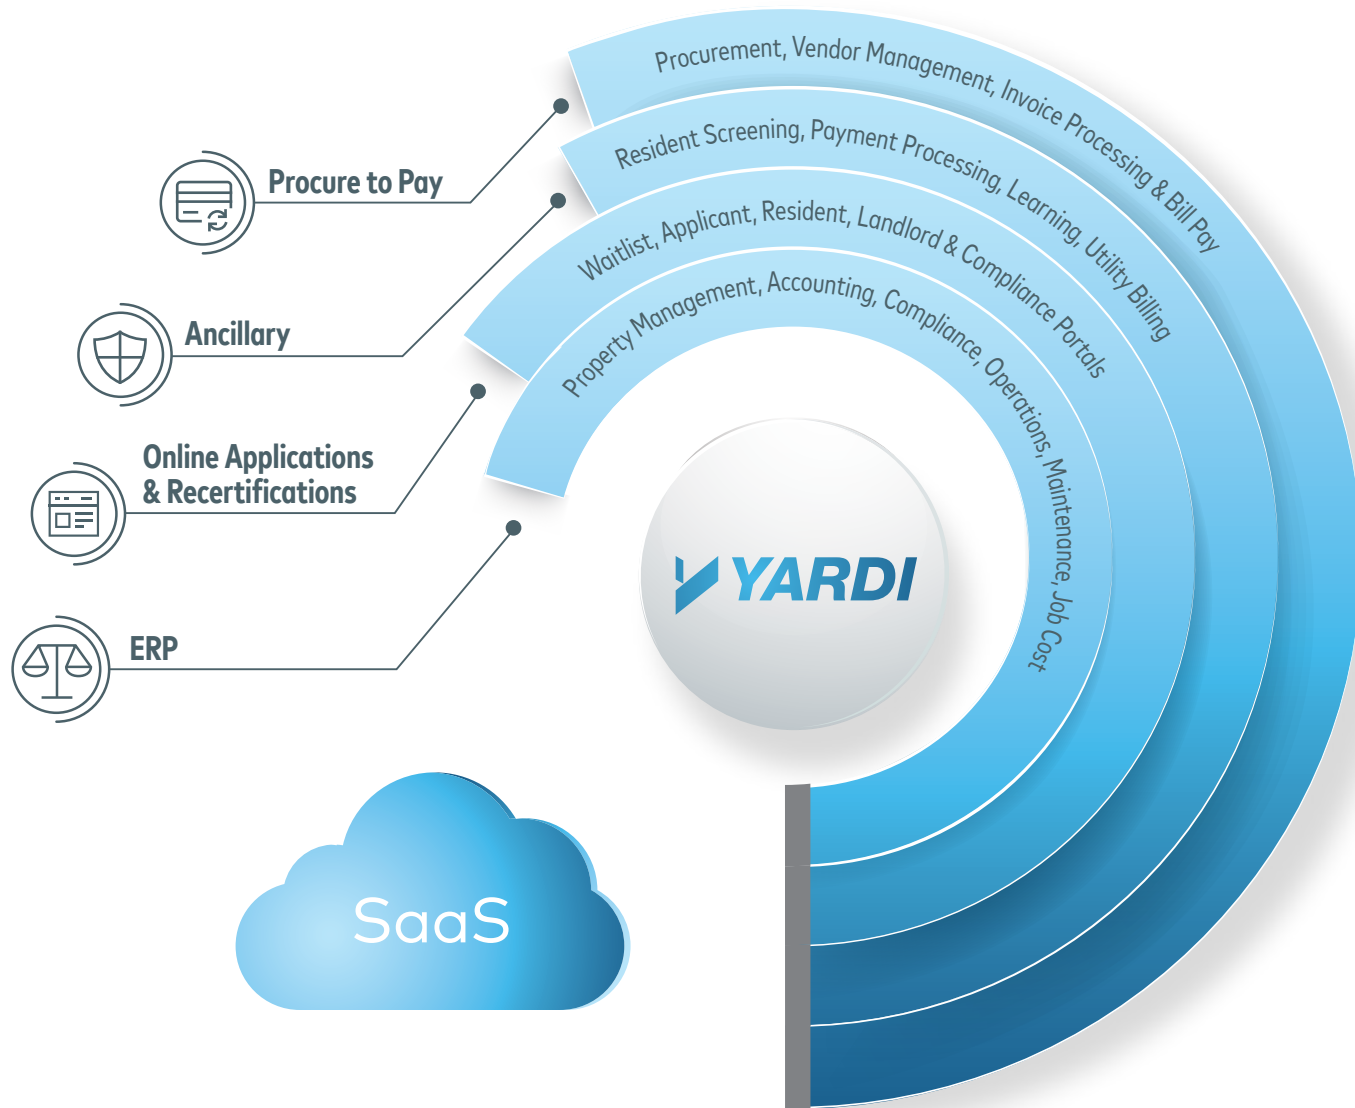 Procurement, Vendor Management, Invoice Processing & Bill Pay
Resident Screening, Payment Processing, Learning, Utility Billing
Waitlist, Applicant, Resident, Landlord & Compliance Portals
Property Management, Accounting, Compliance, Operations, Maintenance, Job Cost
Procure to Pay
Ancillary
Online Applications
& Recertifications
ERP
YARDI
SaaS